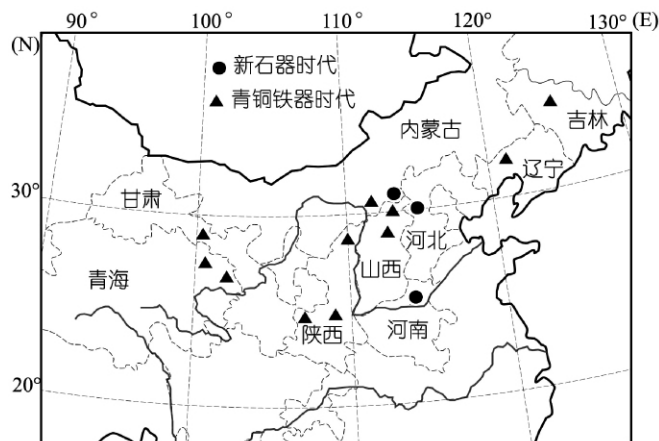 90° 100° 110° 120° 130° (E)
(N)
新石器时代
青铜铁器时代
吉林
内蒙古
辽宁
30°
甘肃
河北
山西
青海
陕西
河南
20°